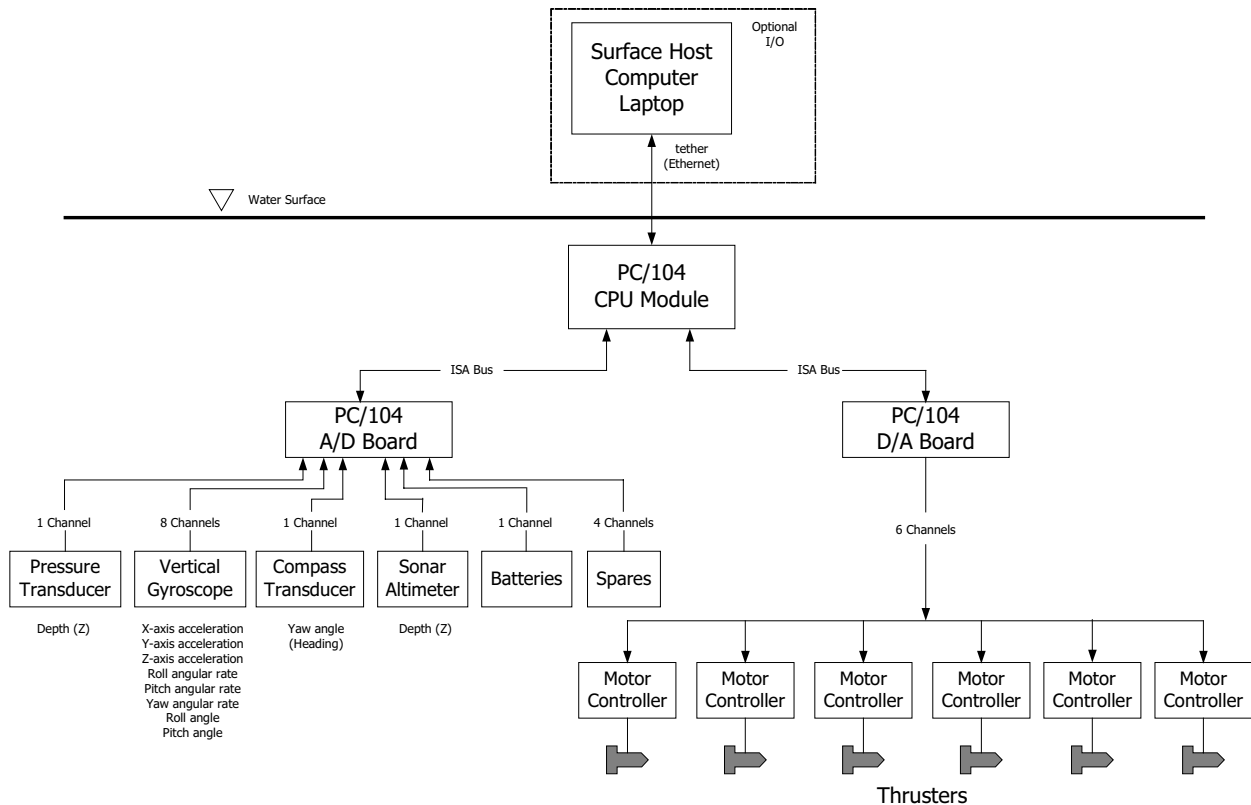 Optional
I/O
Surface Host
Computer
Laptop
tether
(Ethernet)
Water Surface
PC/104
CPU Module
ISA Bus
ISA Bus
PC/104
A/D Board
PC/104
D/A Board
1 Channel
8 Channels
1 Channel
1 Channel
1 Channel
4 Channels
6 Channels
Pressure
Transducer
Vertical
Gyroscope
Compass
Transducer
Sonar
Altimeter
Batteries
Spares
Depth (Z)
X-axis acceleration
Y-axis acceleration
Z-axis acceleration
Roll angular rate
Pitch angular rate
Yaw angular rate
Roll angle
Pitch angle
Yaw angle
(Heading)
Depth (Z)
Motor
Controller
Motor
Controller
Motor
Controller
Motor
Controller
Motor
Controller
Motor
Controller
Thrusters